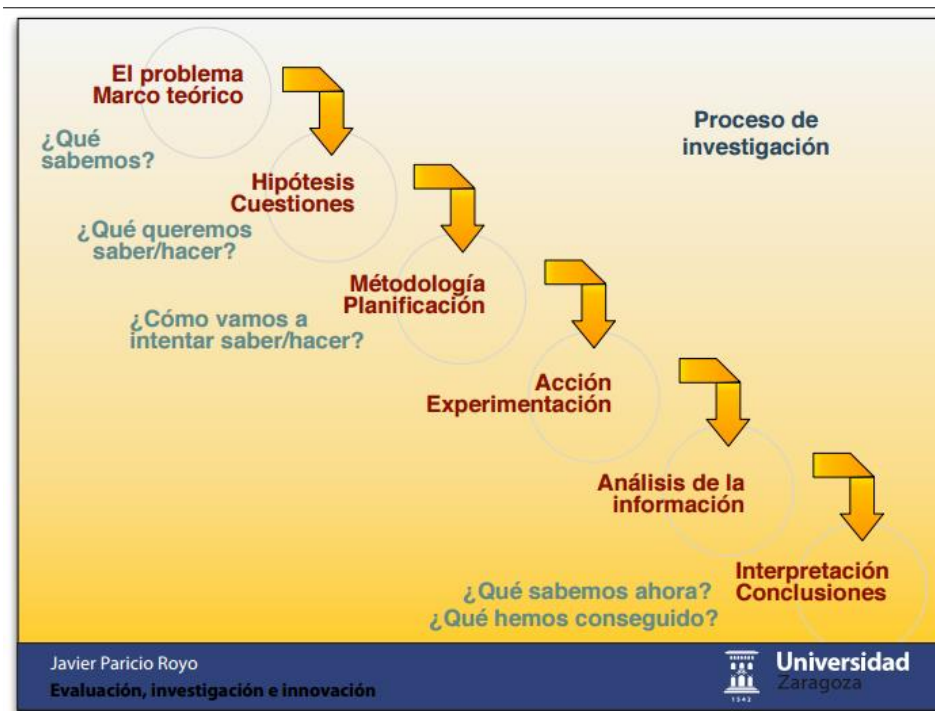 El problema
Marco teórico
Proceso de
investigación
¿Qué
sabemos?
Hipótesis
Cuestiones
¿Qué queremos
saber/hacer?
Métodología
Planificación
¿Cómo vamos a
intentar saber/hacer?
Acción
Experimentación
Análisis de la
información
Interpretación
Conclusiones
¿Qué sabemos ahora?
¿Qué hemos conseguido?
Javier Paricio Royo
Evaluación, investigación e innovación
1542
Universidad
Zaragoza